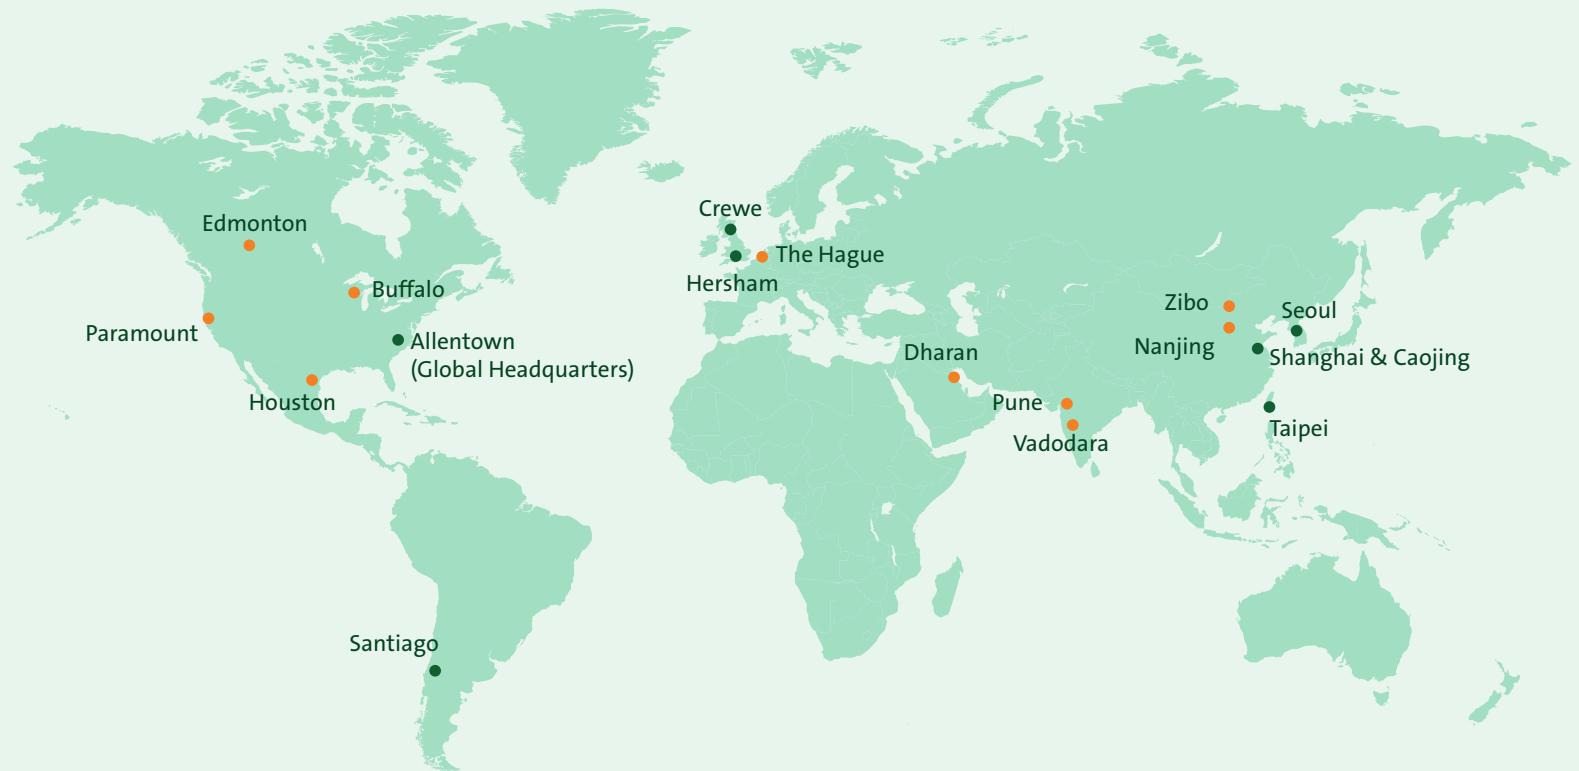 Crewe
Edmonton
The Hague
Hersham
Buffalo
Zibo
Seoul
Paramount
Allentown
(Global Headquarters)
Nanjing
Dharan
Shanghai & Caojing
Houston
Pune
Taipei
Vadodara
Santiago